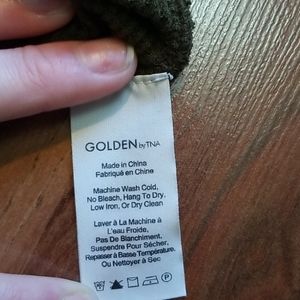 GOLDEN by TNA
Made in China
Fabriqué en Chine
Machine Wash Cold,
No Bleach, Hang To Dry.
Low Iron, Or Dry Clean
Laver À La Machine À
L'eau Froide,
Pas De Blanchiment,
Suspendre Pour Sécher,
Repasser à Basse Température.
Ou Nettoyer à Sec